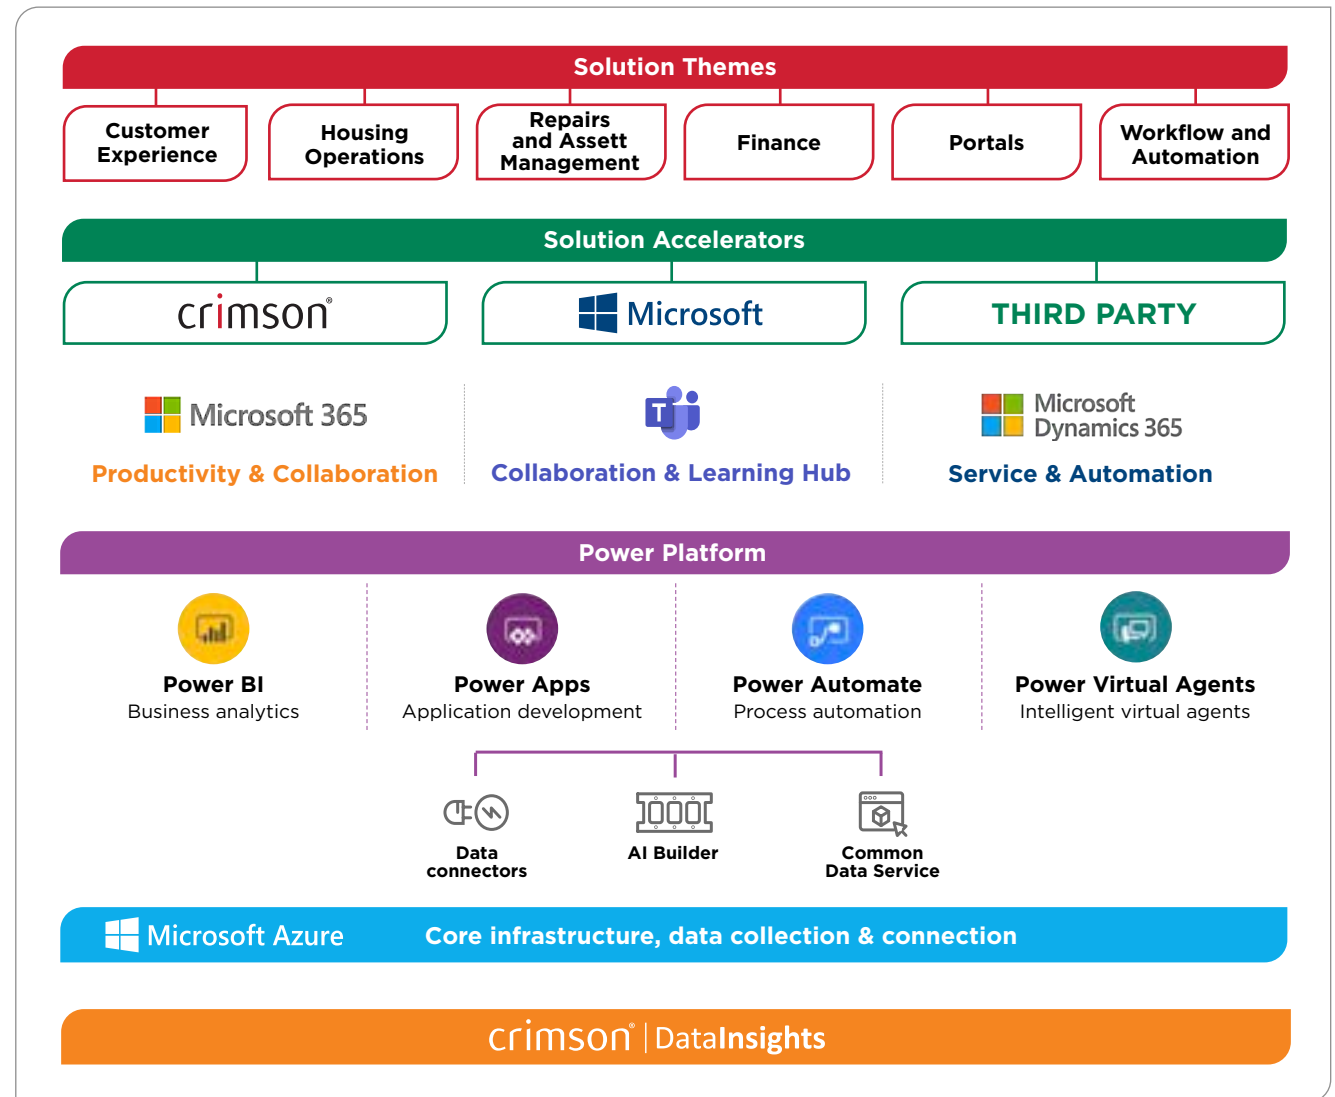 Solution Themes
Customer
Experience
Housing
Operations
Repairs
and Assett
Management
Finance
Portals
Workflow and
Automation
Solution Accelerators
crimson®
Microsoft
THIRD PARTY
Microsoft 365
Productivity & Collaboration
T
Collaboration & Learning Hub
Microsoft
Dynamics 365
Service & Automation
Power Platform
Power BI
Business analytics
Power Apps
Application development
Power Automate
Process automation
Power Virtual Agents
Intelligent virtual agents
Data
connectors
AI Builder
Common
Data Service
Microsoft Azure
Core infrastructure, data collection & connection
crimson® | DataInsights